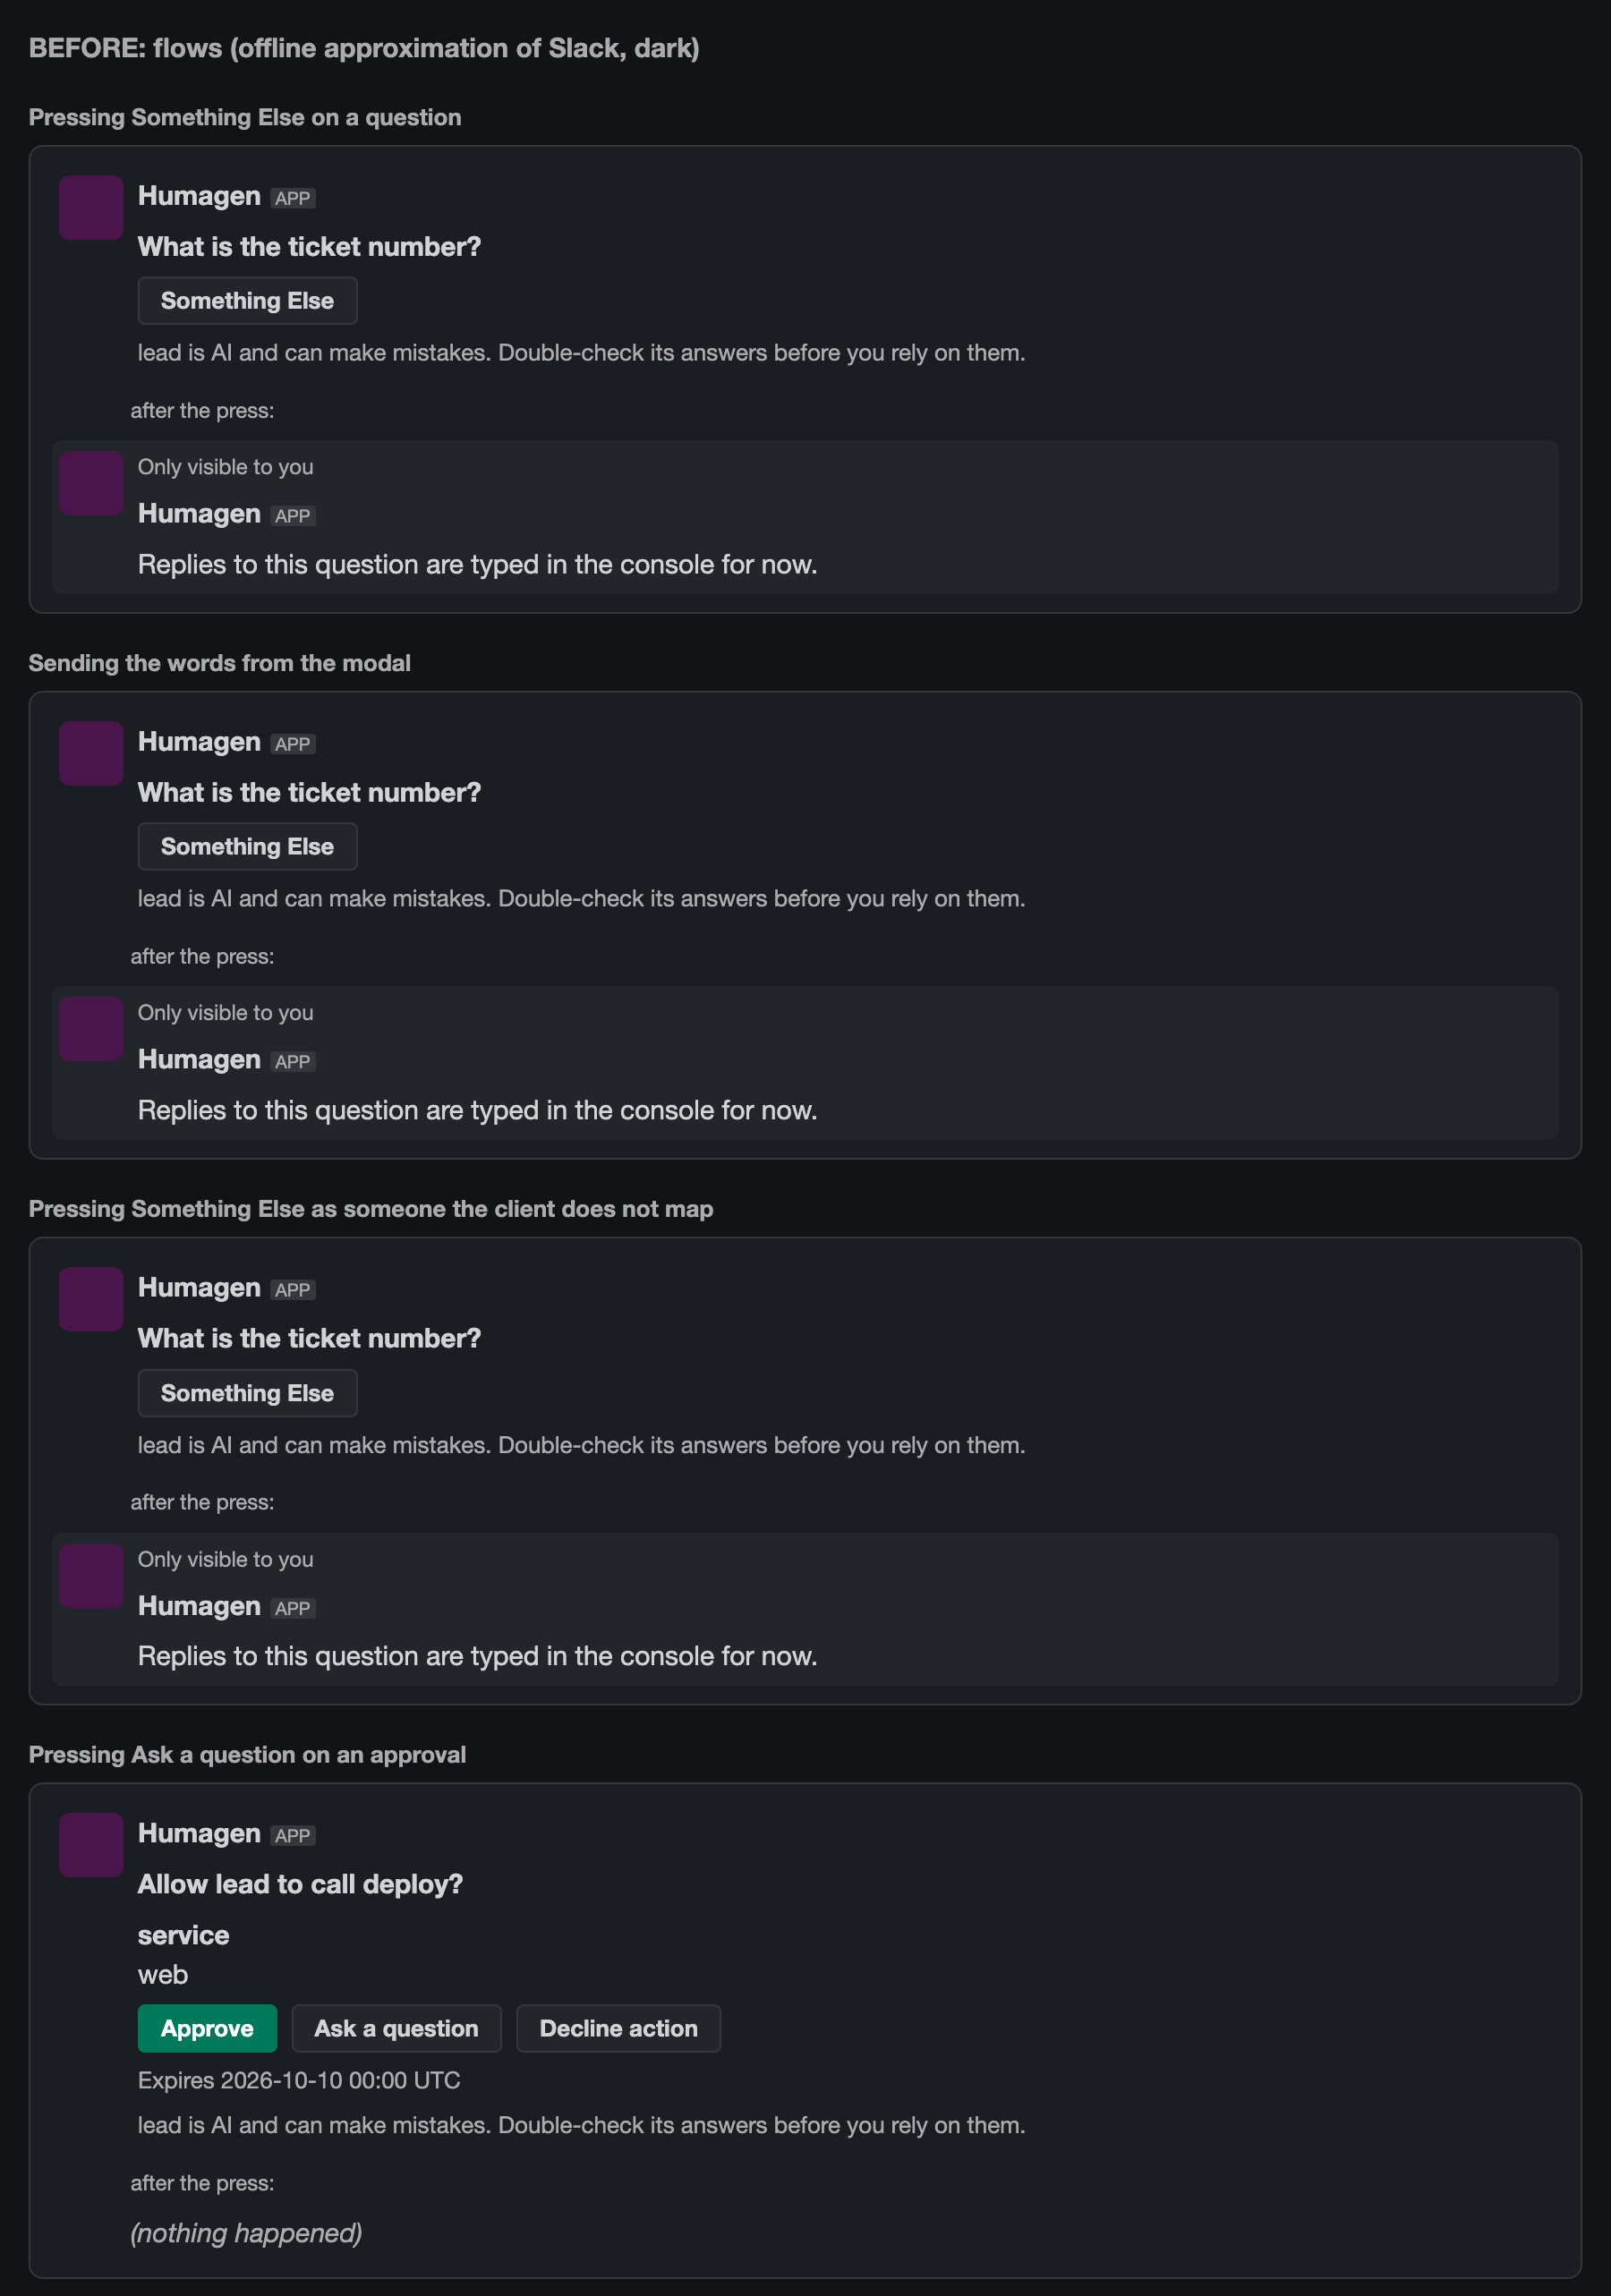 BEFORE: flows (offline approximation of Slack, dark)
Pressing Something Else on a question
Humagen APP
What is the ticket number?
Something Else
lead is AI and can make mistakes. Double-check its answers before you rely on them.
after the press:
Only visible to you
Humagen APP
Replies to this question are typed in the console for now.
Sending the words from the modal
Humagen APP
What is the ticket number?
Something Else
lead is AI and can make mistakes. Double-check its answers before you rely on them.
after the press:
Only visible to you
Humagen APP
Replies to this question are typed in the console for now.
Pressing Something Else as someone the client does not map
Humagen APP
What is the ticket number?
Something Else
lead is AI and can make mistakes. Double-check its answers before you rely on them.
after the press:
Only visible to you
Humagen APP
Replies to this question are typed in the console for now.
Pressing Ask a question on an approval
Humagen APP
Allow lead to call deploy?
service
web
Approve Ask a question Decline action
Expires 2026-10-10 00:00 UTC
lead is AI and can make mistakes. Double-check its answers before you rely on them.
after the press:
(nothing happened)